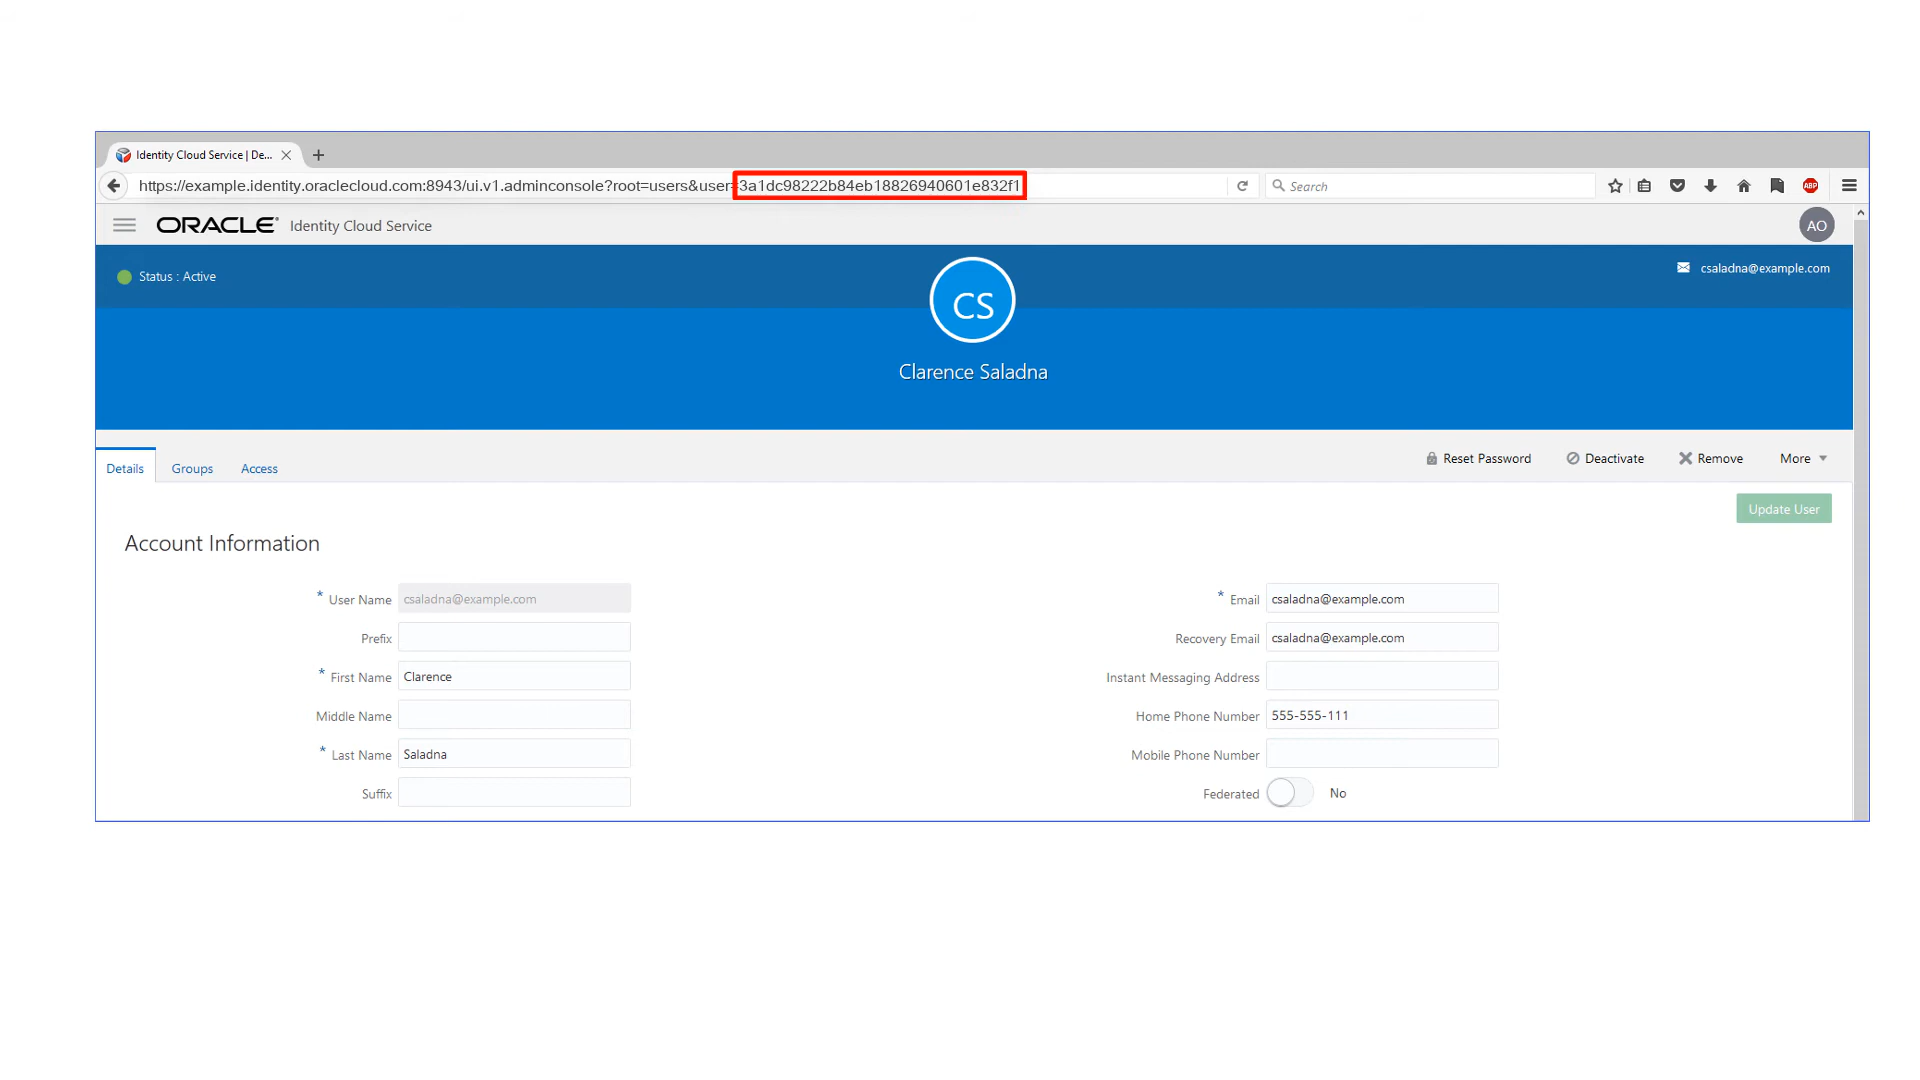 Identity Cloud Service | De...
https://example.identity.oraclecloud.com:8943/ui.v1.adminconsole?root=users&user=3a1dc98222b84eb18826940601e832f1
Search
ABP
ORACLE Identity Cloud Service
AO
Status : Active
csaladna@example.com
CS
Clarence Saladna
Details Groups Access
Reset Password Deactivate Remove More
Update User
Account Information
* User Name csaladna@example.com
* Email csaladna@example.com
Prefix
Recovery Email csaladna@example.com
* First Name Clarence
Instant Messaging Address
Middle Name
Home Phone Number 555-555-111
* Last Name Saladna
Mobile Phone Number
Suffix
Federated No